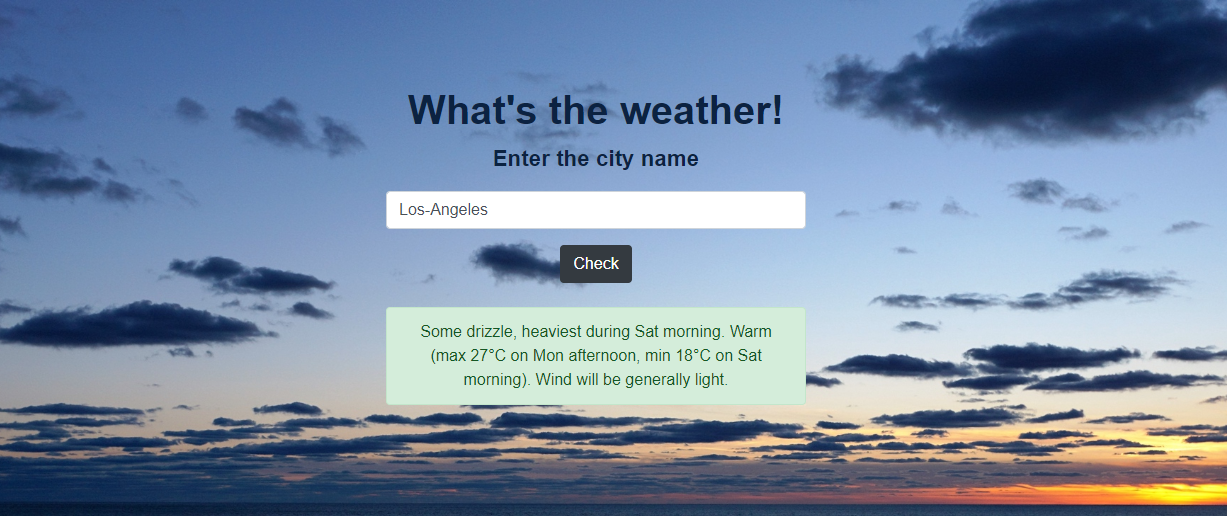 What's the weather!
Enter the city name
Los-Angeles
Check
Some drizzle, heaviest during Sat morning. Warm
(max 27°C on Mon afternoon, min 18°C on Sat
morning). Wind will be generally light.